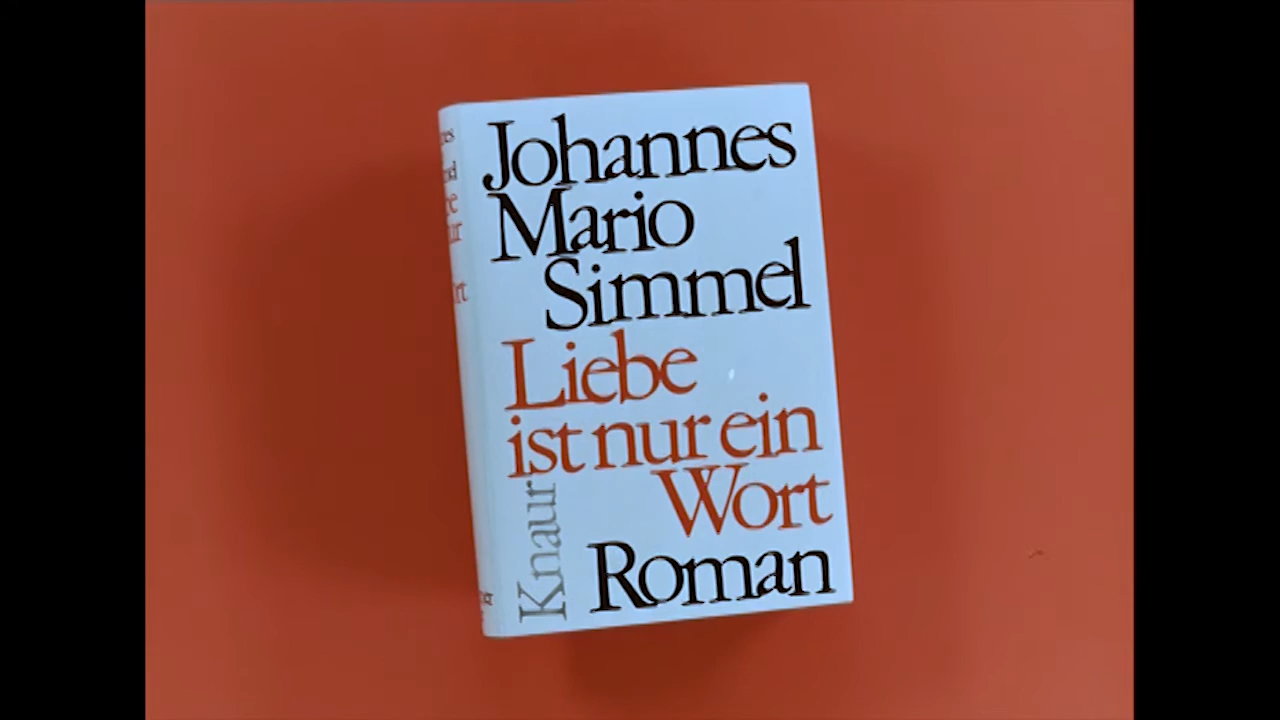 Johannes
Mario
Simmel
Liebe
ist nur ein
Wort
Roman
Knaur